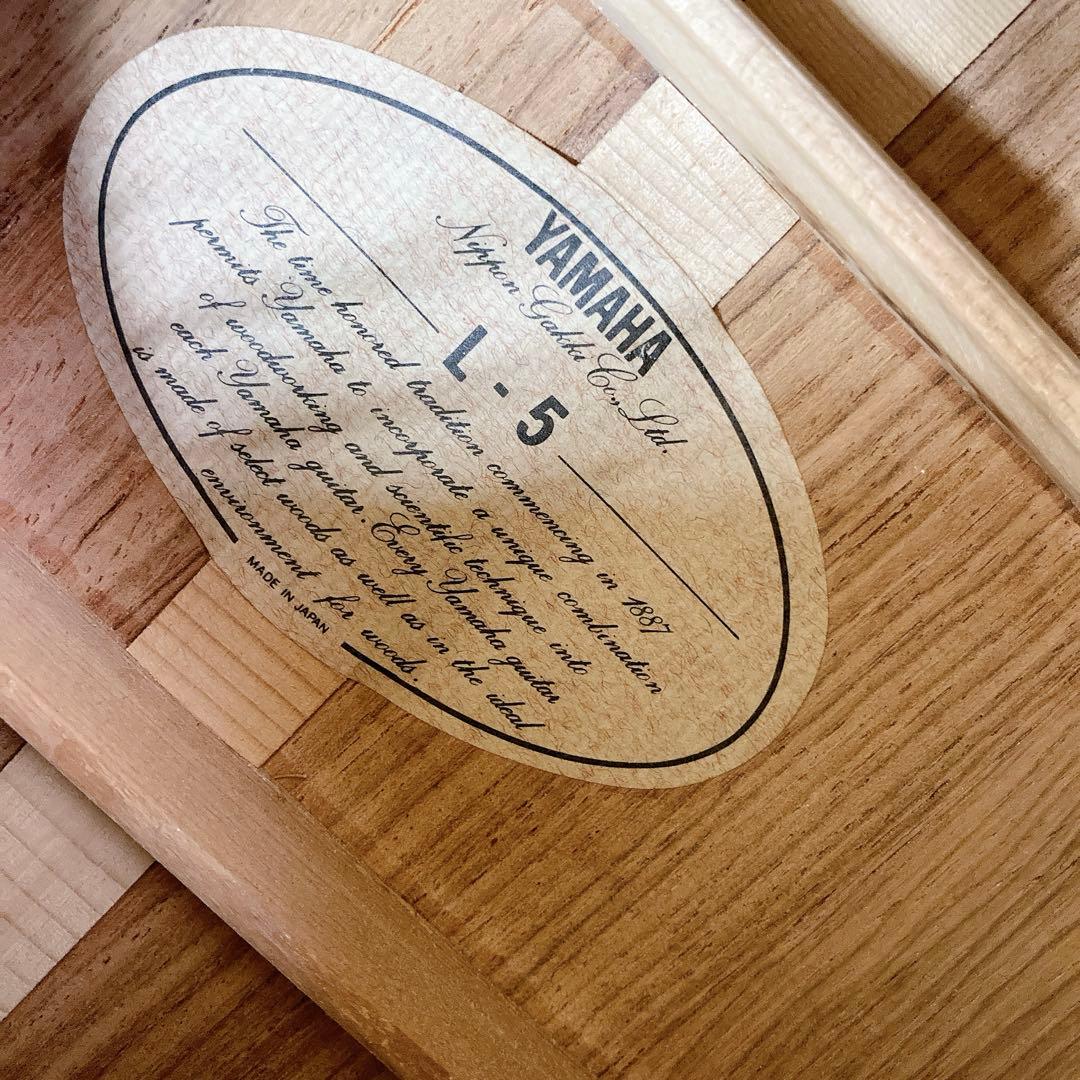 YAMAHA
Nippon Gakki Co., Ltd.
L-5
The time honored tradition commencing in 1887
permits Yamaha to incorporate a unique combination
of woodworking and scientific technique into
each Yamaha guitar. Every Yamaha guitar
is made of select woods as well as in the ideal
environment for woods.
MADE IN JAPAN